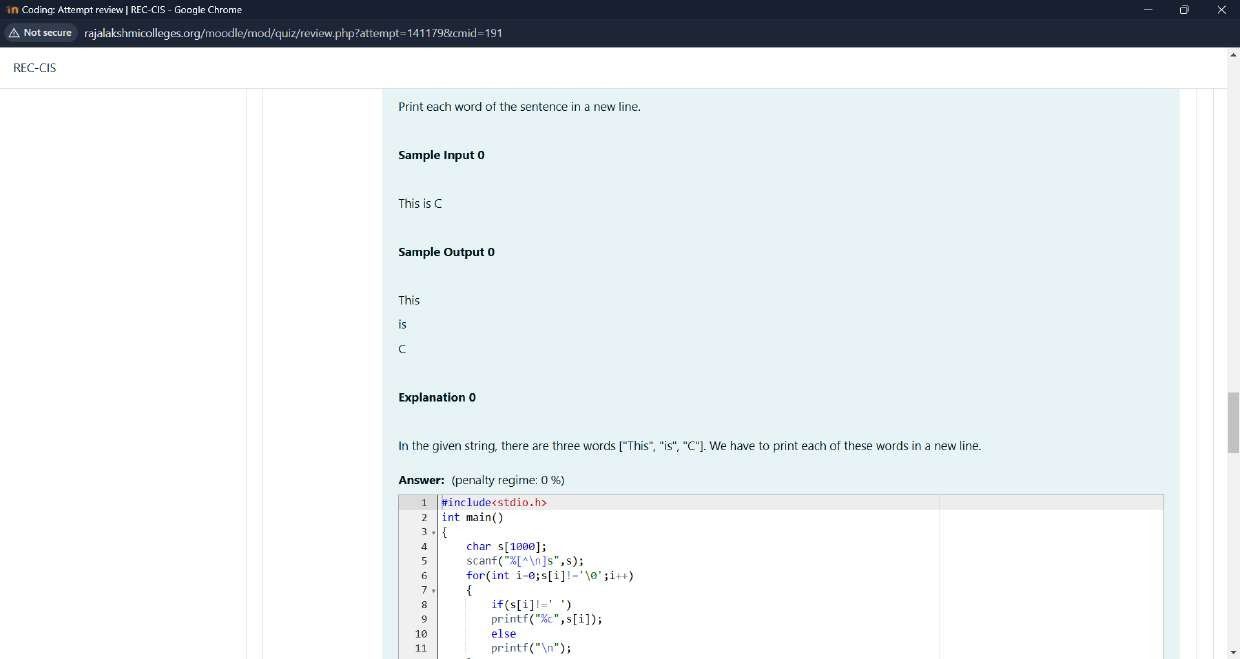 Coding: Attempt review | REC-CIS - Google Chrome
Not secure rajalakshmicolleges.org/moodle/mod/quiz/review.php?attempt=141179&cmid=191
REC-CIS
Print each word of the sentence in a new line.
Sample Input 0
This is C
Sample Output 0
This
is
C
Explanation 0
In the given string, there are three words ["This", "is", "C"]. We have to print each of these words in a new line.
Answer: (penalty regime: 0 %)
1 #include<stdio.h>
2 int main()
3 {
4 char s[1000];
5 scanf("%[^\n]s",s);
6 for(int i=0;s[i]!='\0';i++)
7 {
8 if(s[i]!=' ')
9 printf("%c",s[i]);
10 else
11 printf("\n");